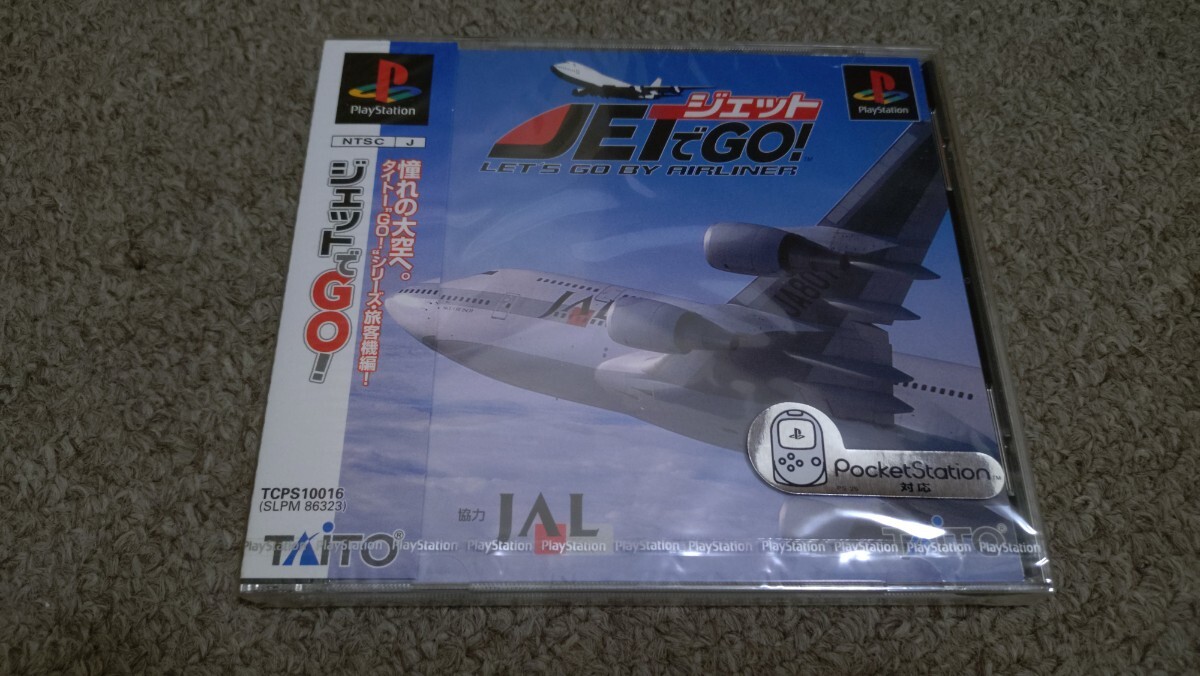 PlayStation
NTSC J
ジェットでGO!
憧れの大空へ。
タイトー"GO!"シリーズ・旅客機編!
TCPS10016
(SLPM 86323)
TAITO®
ジェット
JETでGO!™
LET'S GO BY AIRLINER
PlayStation
JAL
PocketStation™
対応
協力 JAL
TAITO
PlayStation PlayStation PlayStation PlayStation PlayStation PlayStation PlayStation PlayStation PlayStation PlayStation PlayStation